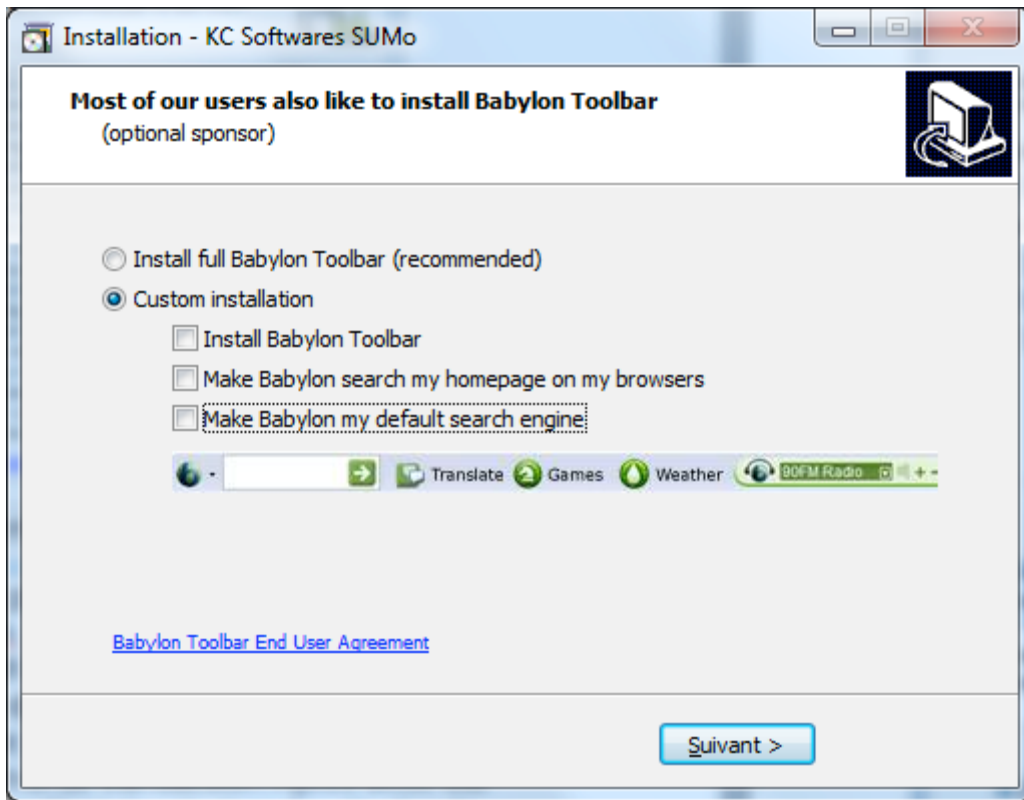 Installation - KC Softwares SUMo
Most of our users also like to install Babylon Toolbar
(optional sponsor)
Install full Babylon Toolbar (recommended)
Custom installation
Install Babylon Toolbar
Make Babylon search my homepage on my browsers
Make Babylon my default search engine
Translate Games Weather 90FM Radio
Babylon Toolbar End User Agreement
Suivant >